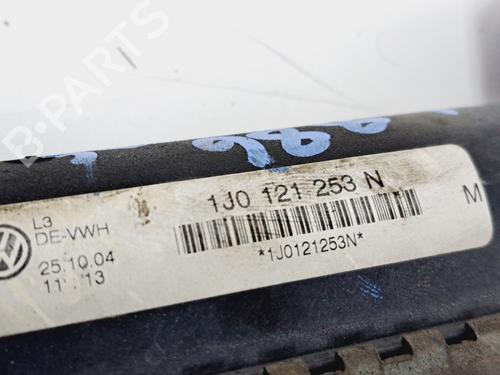 B-PARTS
L3
DE-VWH
25.10.04
1J0 121 253 N
*1J0121253N*
M